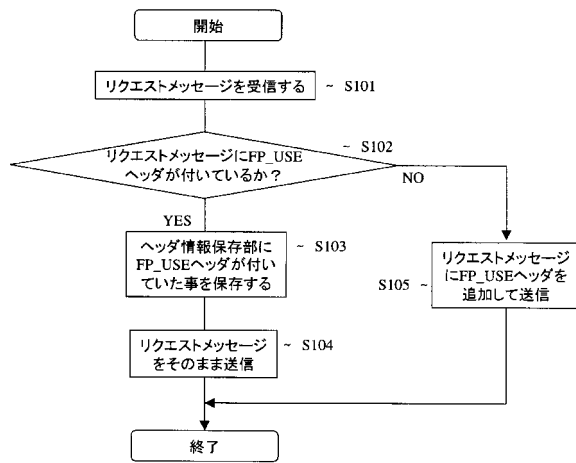 開始
リクエストメッセージを受信する ~ S101
リクエストメッセージにFP_USE
ヘッダが付いているか？
~ S102
NO
YES
ヘッダ情報保存部に
FP_USEヘッダが付い
ていた事を保存する
~ S103
リクエストメッセージ
にFP_USEヘッダを
追加して送信
S105 ~
リクエストメッセージ
をそのまま送信
~ S104
終了